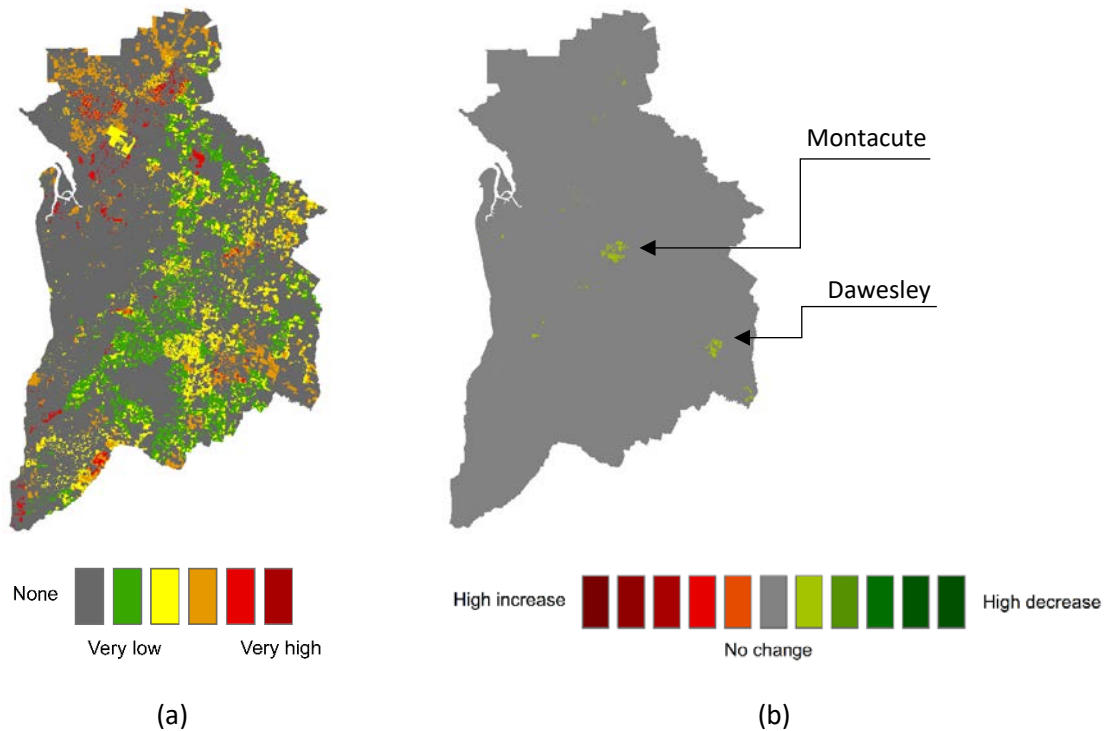 Montacute
Dawesley
None
Very low
Very high
High increase
High decrease
No change
(a)
(b)